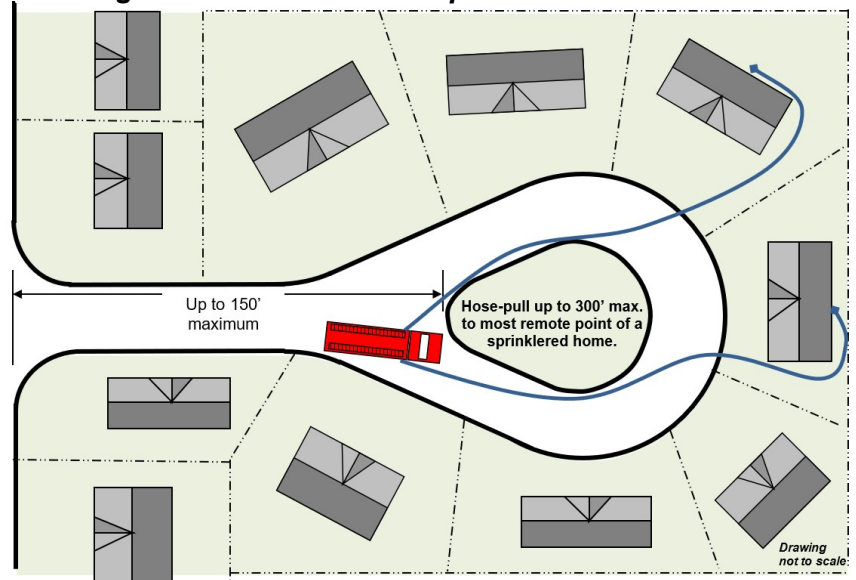 Up to 150'
maximum
Hose-pull up to 300' max.
to most remote point of a
sprinklered home.
Drawing
not to scale